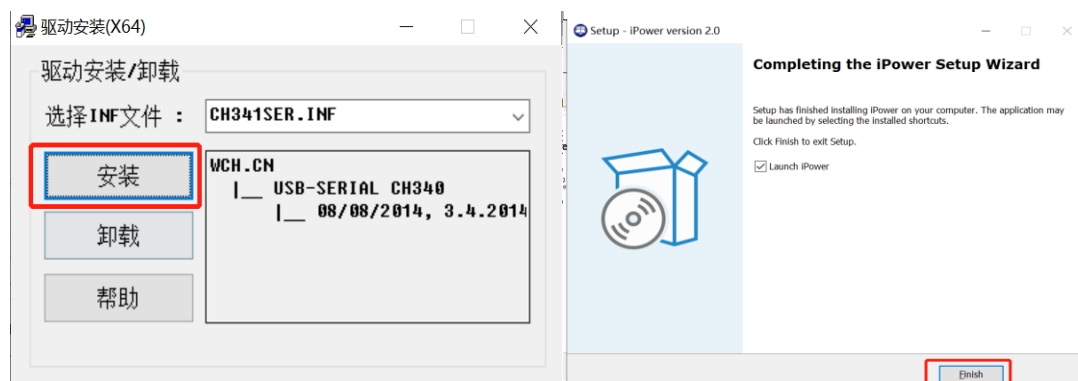 驱动安装(X64)
驱动安装/卸载
选择INF文件 :
CH341SER.INF
安装
卸载
帮助
WCH.CN
|__ USB-SERIAL CH340
|__ 08/08/2014, 3.4.2014
Setup - iPower version 2.0
Completing the iPower Setup Wizard
Setup has finished installing iPower on your computer. The application may
be launched by selecting the installed shortcuts.
Click Finish to exit Setup.
Launch iPower
Finish